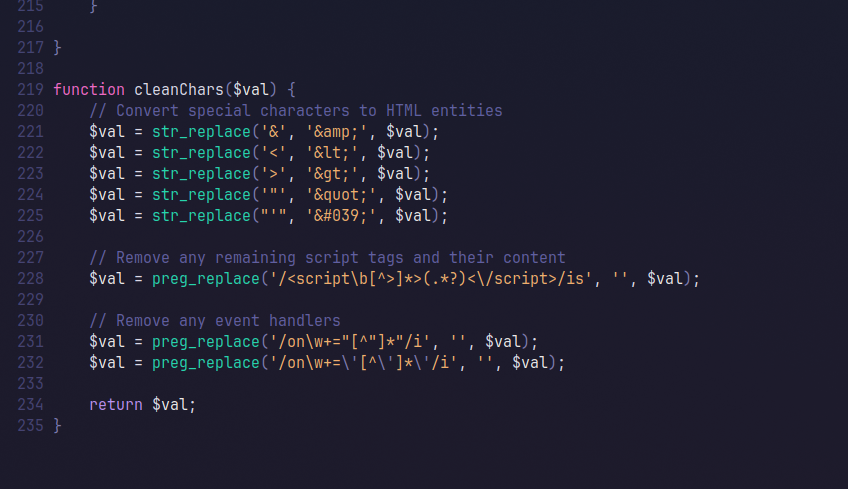 215     }
216
217 }
218
219 function cleanChars($val) {
220     // Convert special characters to HTML entities
221     $val = str_replace('&', '&amp;', $val);
222     $val = str_replace('<', '&lt;', $val);
223     $val = str_replace('>', '&gt;', $val);
224     $val = str_replace('"', '&quot;', $val);
225     $val = str_replace("'", '&#039;', $val);
226
227     // Remove any remaining script tags and their content
228     $val = preg_replace('/<script\b[^>]*>(.*?)<\/script>/is', '', $val);
229
230     // Remove any event handlers
231     $val = preg_replace('/on\w+="[^"]*"/i', '', $val);
232     $val = preg_replace('/on\w+=\'[^\']*\'/i', '', $val);
233
234     return $val;
235 }